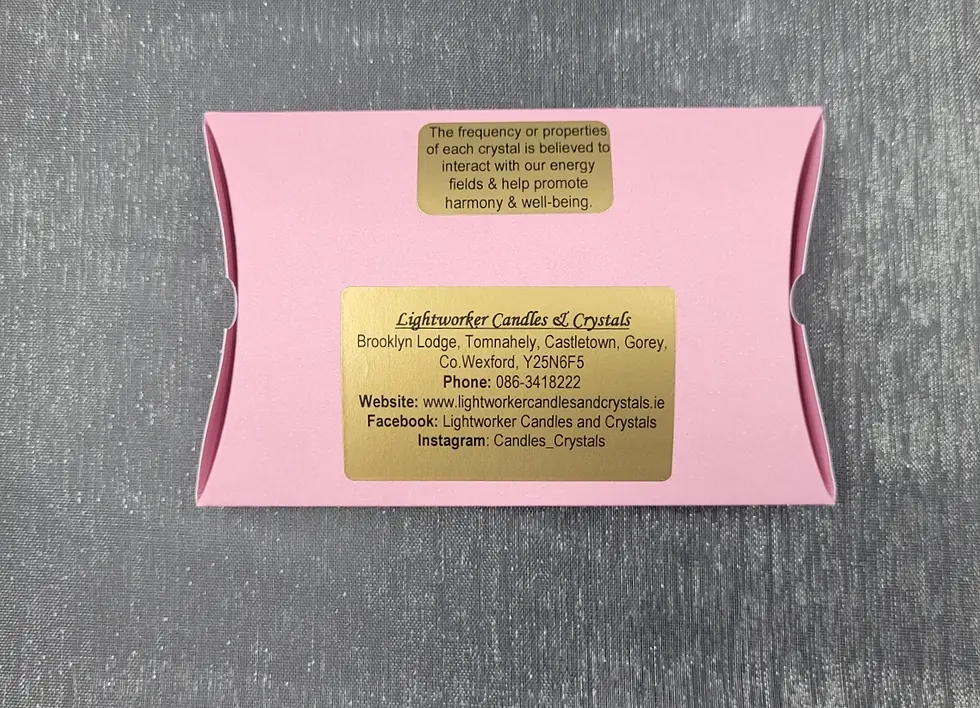 The frequency or properties
of each crystal is believed to
interact with our energy
fields & help promote
harmony & well-being.
Lightworker Candles & Crystals
Brooklyn Lodge, Tomnahely, Castletown, Gorey,
Co.Wexford, Y25N6F5
Phone: 086-3418222
Website: www.lightworkercandlesandcrystals.ie
Facebook: Lightworker Candles and Crystals
Instagram: Candles_Crystals